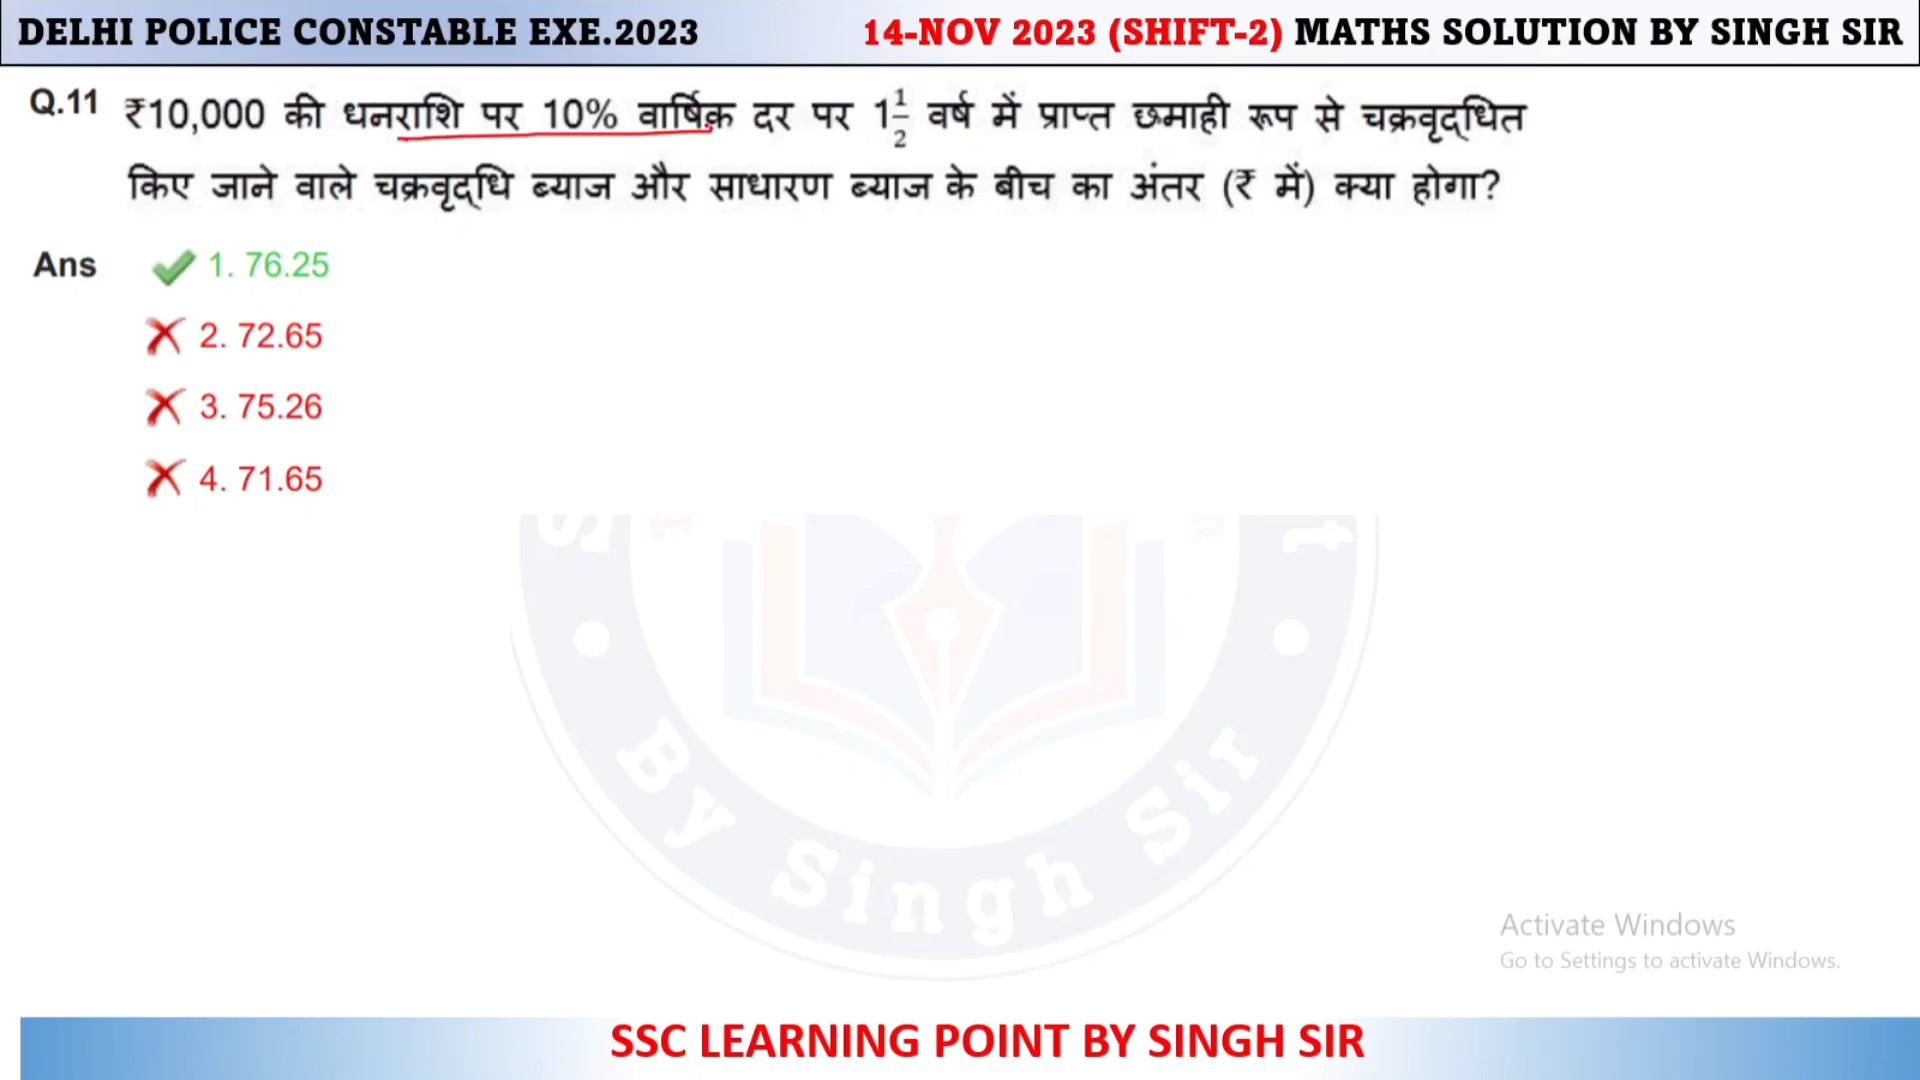 DELHI POLICE CONSTABLE EXE.2023 14-NOV 2023 (SHIFT-2) MATHS SOLUTION BY SINGH SIR
Q.11 ₹10,000 की धनराशि पर 10% वार्षिक दर पर 1 1/2 वर्ष में प्राप्त छमाही रूप से चक्रवृद्धित
किए जाने वाले चक्रवृद्धि ब्याज और साधारण ब्याज के बीच का अंतर (₹ में) क्या होगा?
Ans 1. 76.25
2. 72.65
3. 75.26
4. 71.65
By Singh Sir
Activate Windows
Go to Settings to activate Windows.
SSC LEARNING POINT BY SINGH SIR